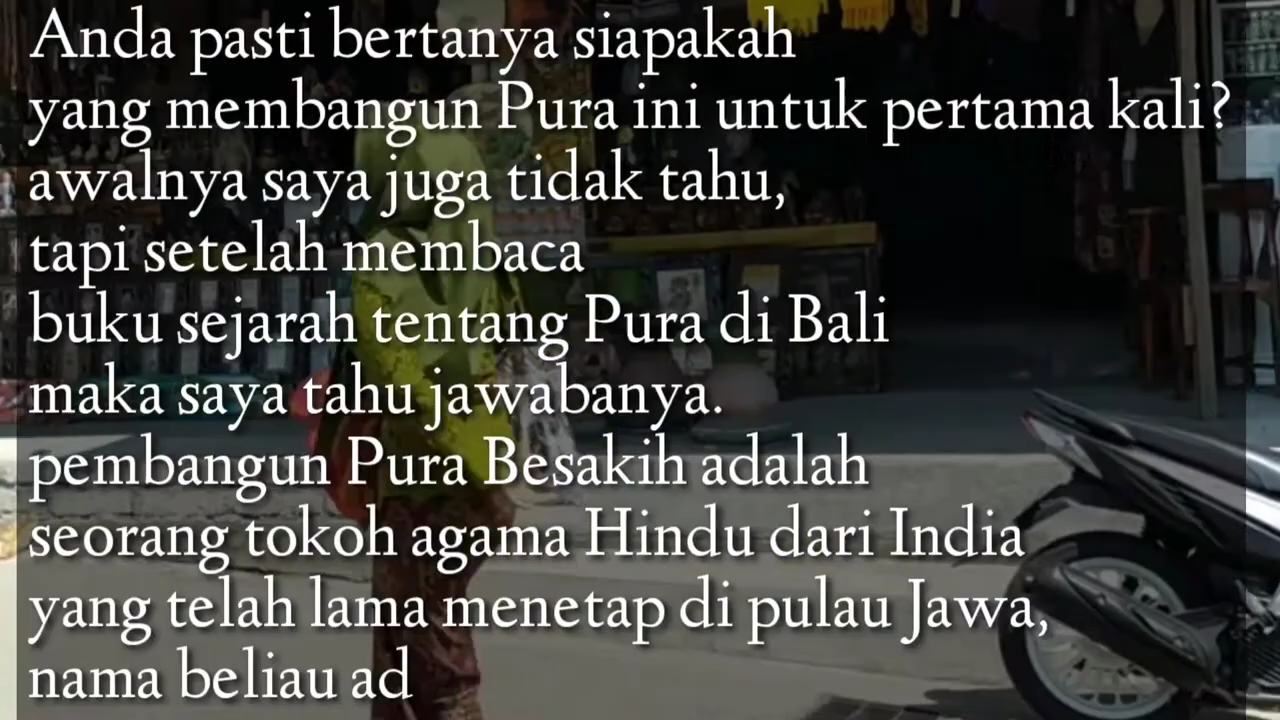 Anda pasti bertanya siapakah
yang membangun Pura ini untuk pertama kali?
awalnya saya juga tidak tahu,
tapi setelah membaca
buku sejarah tentang Pura di Bali
maka saya tahu jawabanya.
pembangun Pura Besakih adalah
seorang tokoh agama Hindu dari India
yang telah lama menetap di pulau Jawa,
nama beliau ad